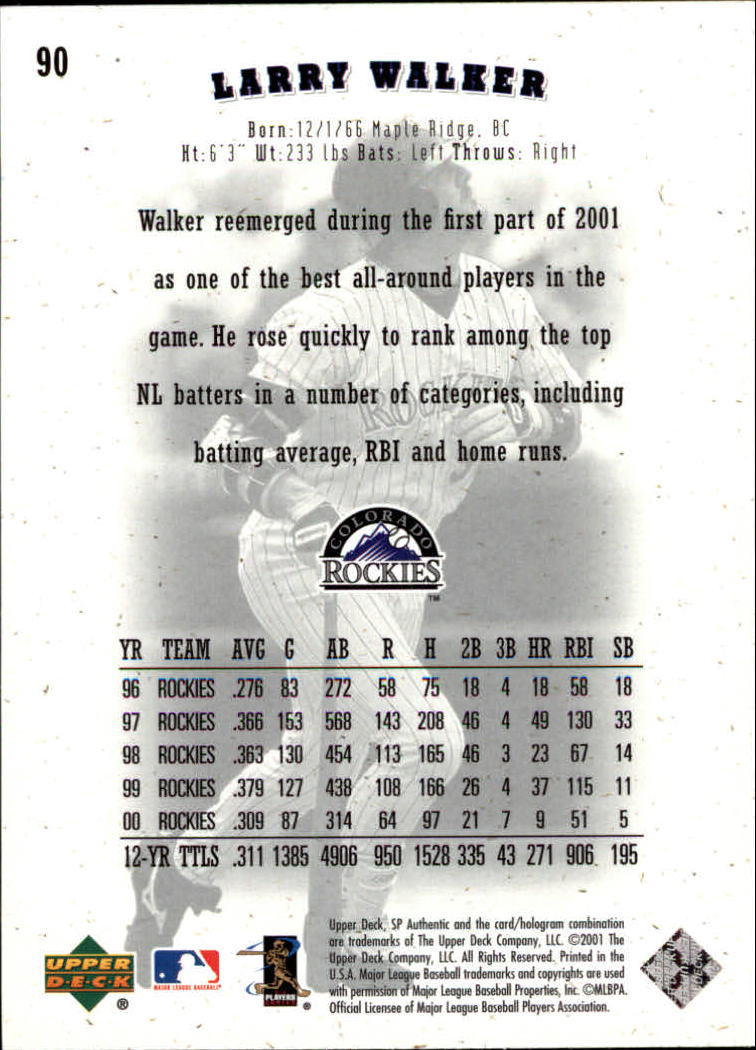 90
LARRY WALKER
Born:12/1/66 Maple Ridge, BC
Ht:6'3" Wt:233 lbs Bats: Left Throws: Right
Walker reemerged during the first part of 2001
as one of the best all-around players in the
game. He rose quickly to rank among the top
NL batters in a number of categories, including
batting average, RBI and home runs.
ROCKIES
COLORADO
ROCKIES
TM
YR TEAM AVG G AB R H 2B 3B HR RBI SB
96 ROCKIES .276 83 272 58 75 18 4 18 58 18
97 ROCKIES .366 153 568 143 208 46 4 49 130 33
98 ROCKIES .363 130 454 113 165 46 3 23 67 14
99 ROCKIES .379 127 438 108 166 26 4 37 115 11
00 ROCKIES .309 87 314 64 97 21 7 9 51 5
12-YR TTLS .311 1385 4906 950 1528 335 43 271 906 195
Upper Deck, SP Authentic and the card/hologram combination
are trademarks of The Upper Deck Company, LLC. ©2001 The
Upper Deck Company, LLC. All Rights Reserved. Printed in the
U.S.A. Major League Baseball trademarks and copyrights are used
with permission of Major League Baseball Properties, Inc. ©MLBPA.
Official Licensee of Major League Baseball Players Association.
UPPER
D·E·C·K
®
MAJOR LEAGUE BASEBALL®
PLAYERS
®